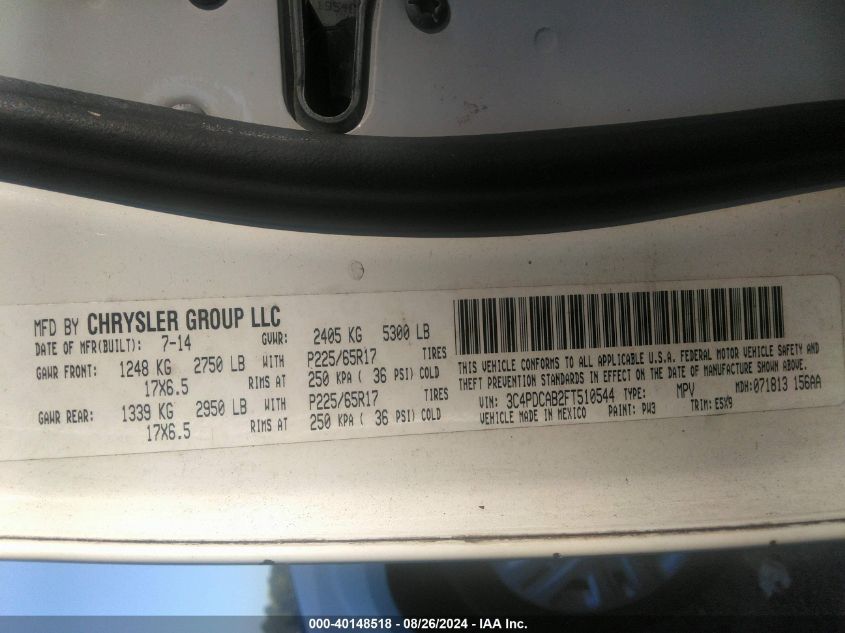 19540
MFD BY CHRYSLER GROUP LLC
DATE OF MFR(BUILT): 7-14 GVWR: 2405 KG 5300 LB
GAWR FRONT: 1248 KG 2750 LB WITH P225/65R17 TIRES
17X6.5 RIMS AT 250 KPA ( 36 PSI) COLD
GAWR REAR: 1339 KG 2950 LB WITH P225/65R17 TIRES
17X6.5 RIMS AT 250 KPA ( 36 PSI) COLD
THIS VEHICLE CONFORMS TO ALL APPLICABLE U.S.A. FEDERAL MOTOR VEHICLE SAFETY AND
THEFT PREVENTION STANDARDS IN EFFECT ON THE DATE OF MANUFACTURE SHOWN ABOVE.
VIN: 3C4PDCAB2FT510544 TYPE: MPV MDH:071813 156AA
VEHICLE MADE IN MEXICO PAINT: PW3 TRIM: E5X9
000-40148518 - 08/26/2024 - IAA Inc.